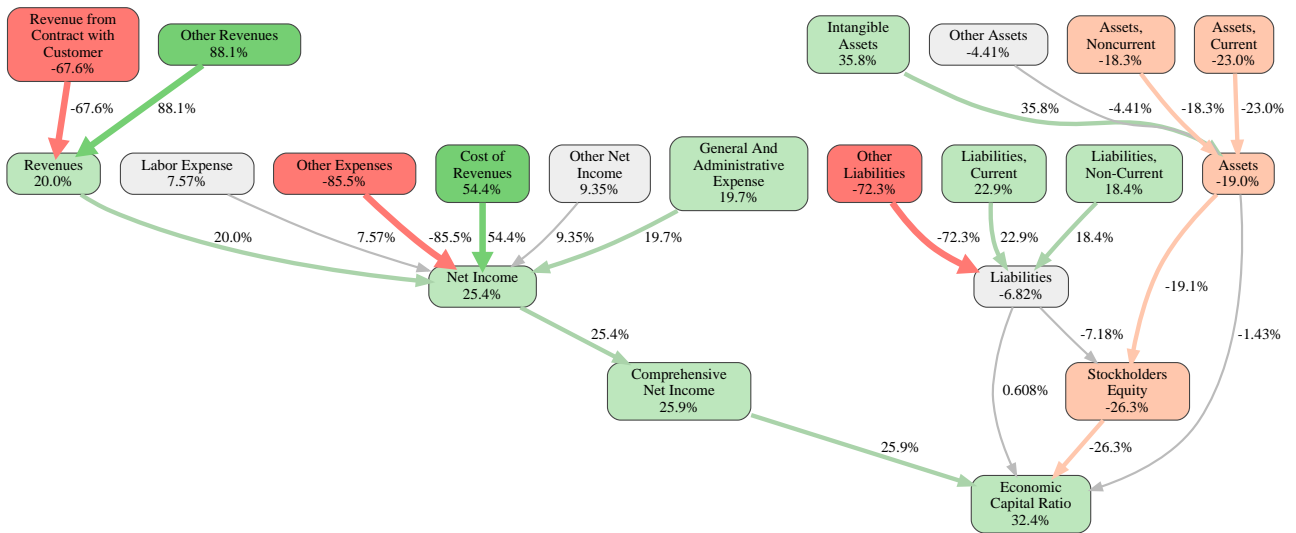 Revenue from
Contract with
Customer
-67.6%
Other Revenues
88.1%
Intangible
Assets
35.8%
Other Assets
-4.41%
Assets,
Noncurrent
-18.3%
Assets,
Current
-23.0%
-67.6%
88.1%
35.8%
-4.41%
-18.3%
-23.0%
Revenues
20.0%
Labor Expense
7.57%
Other Expenses
-85.5%
Cost of
Revenues
54.4%
Other Net
Income
9.35%
General And
Administrative
Expense
19.7%
Other
Liabilities
-72.3%
Liabilities,
Current
22.9%
Liabilities,
Non-Current
18.4%
Assets
-19.0%
20.0%
7.57%
-85.5%
54.4%
9.35%
19.7%
-72.3%
22.9%
18.4%
Net Income
25.4%
Liabilities
-6.82%
-19.1%
25.4%
-7.18%
-1.43%
Comprehensive
Net Income
25.9%
0.608%
Stockholders
Equity
-26.3%
25.9%
-26.3%
Economic
Capital Ratio
32.4%